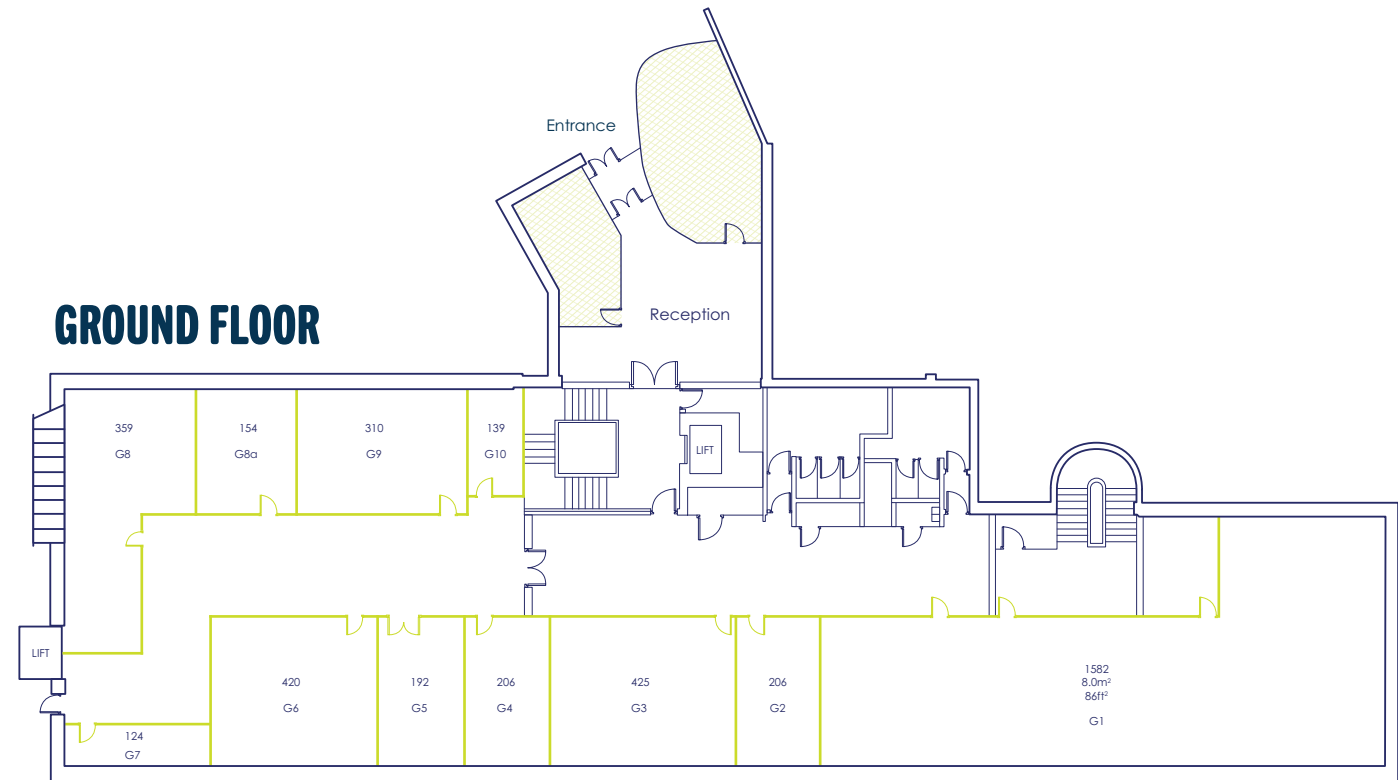 Entrance
GROUND FLOOR
Reception
359
G8
154
G8a
310
G9
139
G10
LIFT
LIFT
420
G6
192
G5
206
G4
425
G3
206
G2
1582
8.0m²
86ft²
G1
124
G7